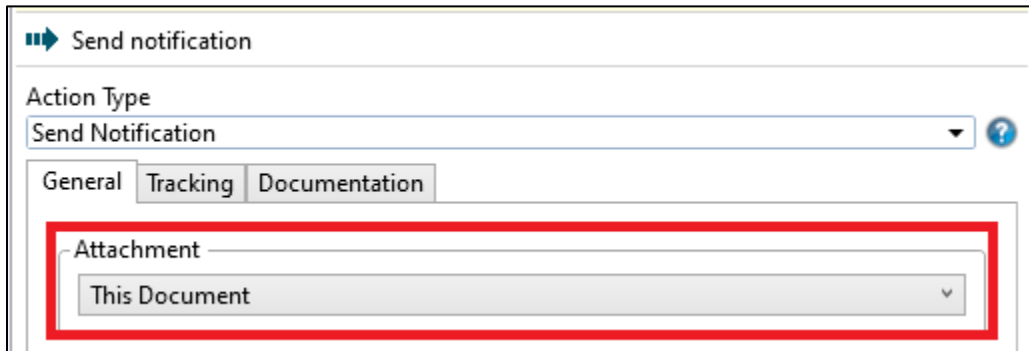 Send notification
Action Type
Send Notification
?
General Tracking Documentation
Attachment
This Document